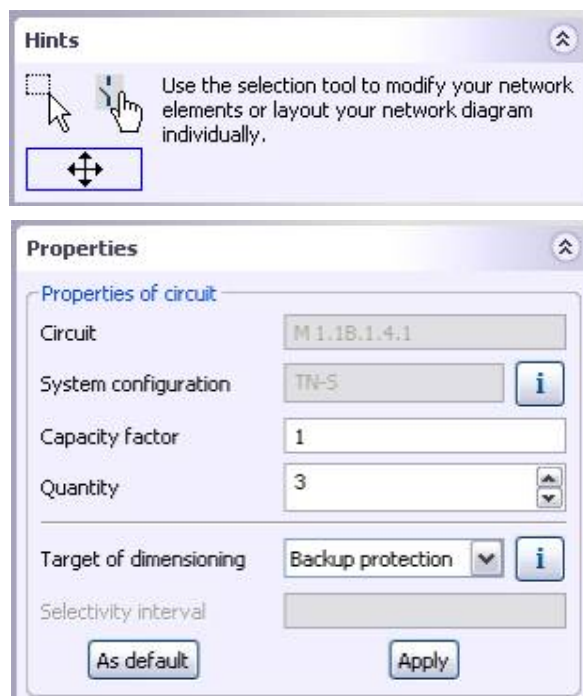 Hints
Use the selection tool to modify your network
elements or layout your network diagram
individually.
Properties
Properties of circuit
Circuit M 1.1B.1.4.1
System configuration TN-S i
Capacity factor 1
Quantity 3
Target of dimensioning Backup protection i
Selectivity interval
As default Apply